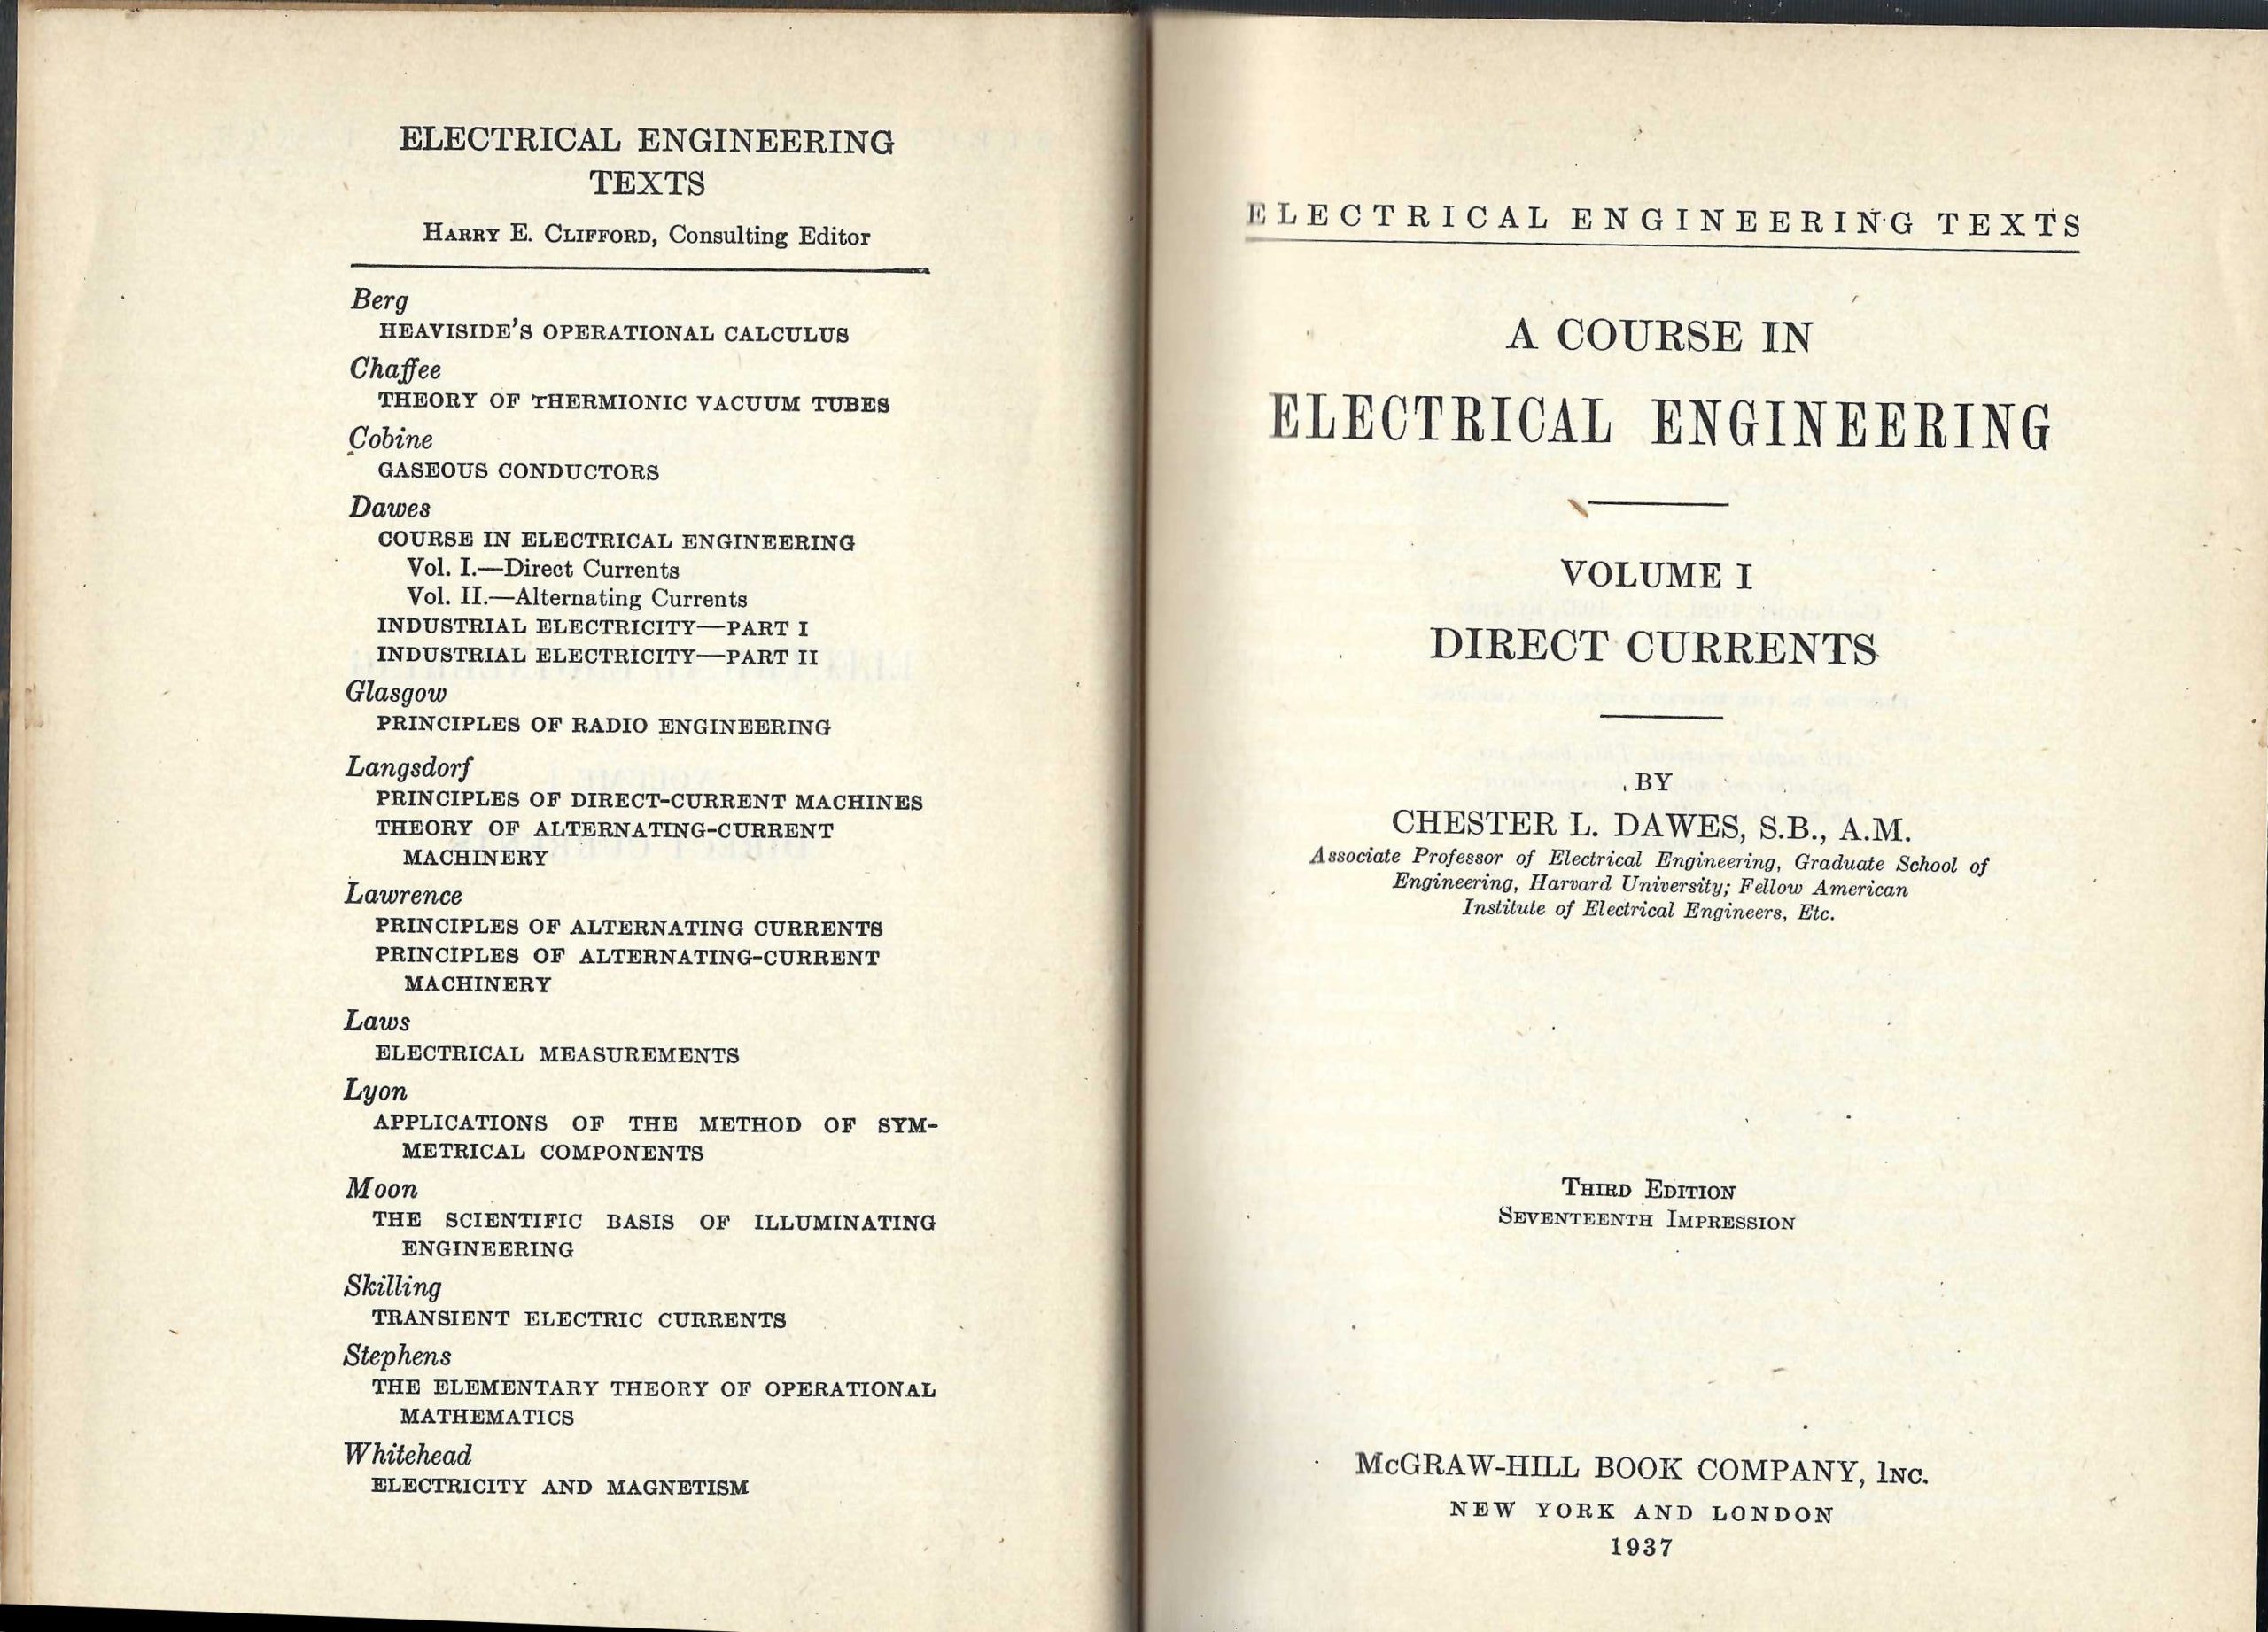 ELECTRICAL ENGINEERING
TEXTS
HARRY E. CLIFFORD, Consulting Editor
Berg
HEAVISIDE'S OPERATIONAL CALCULUS
Chaffee
THEORY OF THERMIONIC VACUUM TUBES
Cobine
GASEOUS CONDUCTORS
Dawes
COURSE IN ELECTRICAL ENGINEERING
Vol. I.—Direct Currents
Vol. II.—Alternating Currents
INDUSTRIAL ELECTRICITY—PART I
INDUSTRIAL ELECTRICITY—PART II
Glasgow
PRINCIPLES OF RADIO ENGINEERING
Langsdorf
PRINCIPLES OF DIRECT-CURRENT MACHINES
THEORY OF ALTERNATING-CURRENT
MACHINERY
Lawrence
PRINCIPLES OF ALTERNATING CURRENTS
PRINCIPLES OF ALTERNATING-CURRENT
MACHINERY
Laws
ELECTRICAL MEASUREMENTS
Lyon
APPLICATIONS OF THE METHOD OF SYM-
METRICAL COMPONENTS
Moon
THE SCIENTIFIC BASIS OF ILLUMINATING
ENGINEERING
Skilling
TRANSIENT ELECTRIC CURRENTS
Stephens
THE ELEMENTARY THEORY OF OPERATIONAL
MATHEMATICS
Whitehead
ELECTRICITY AND MAGNETISM
ELECTRICAL ENGINEERING TEXTS
A COURSE IN
ELECTRICAL ENGINEERING
VOLUME I
DIRECT CURRENTS
BY
CHESTER L. DAWES, S.B., A.M.
Associate Professor of Electrical Engineering, Graduate School of
Engineering, Harvard University; Fellow American
Institute of Electrical Engineers, Etc.
THIRD EDITION
SEVENTEENTH IMPRESSION
McGRAW-HILL BOOK COMPANY, INC.
NEW YORK AND LONDON
1937